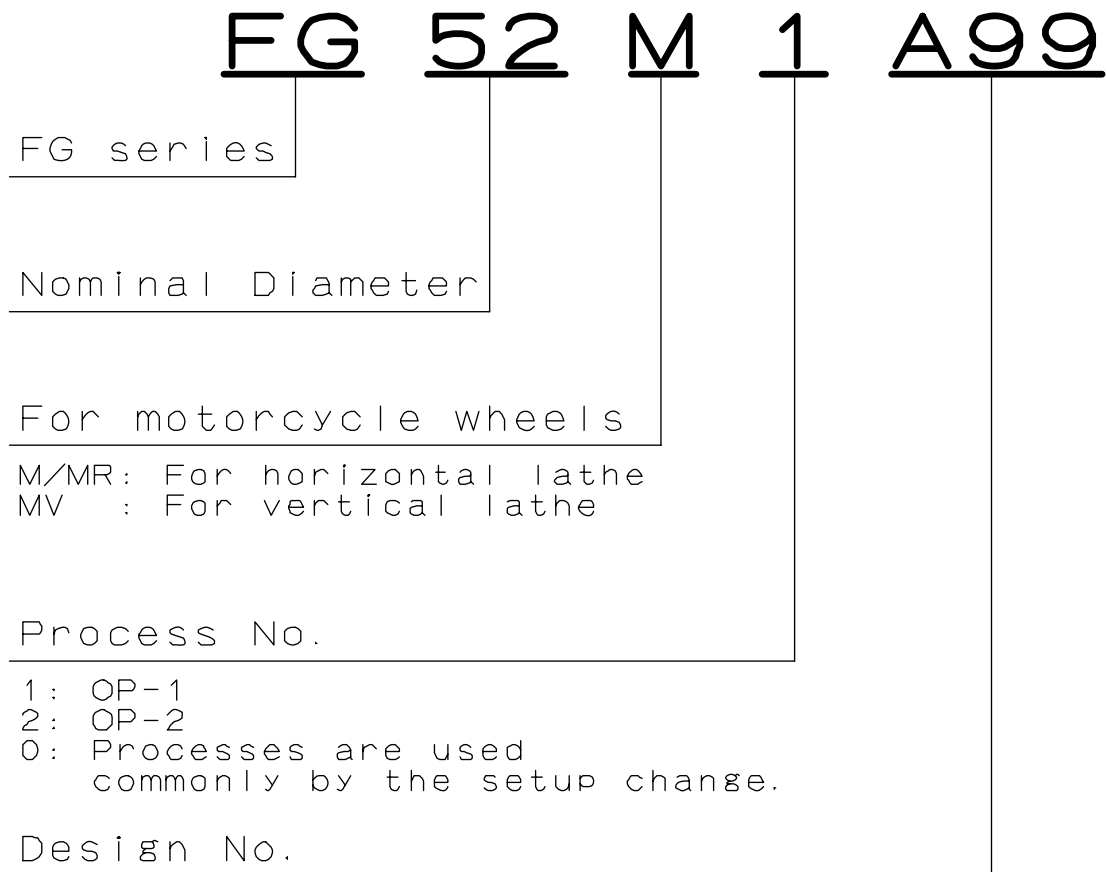 FG 52 M 1 A99
FG series
Nominal Diameter
For motorcycle wheels
M/MR: For horizontal lathe
MV : For vertical lathe
Process No.
1: OP-1
2: OP-2
0: Processes are used
commonly by the setup change.
Design No.